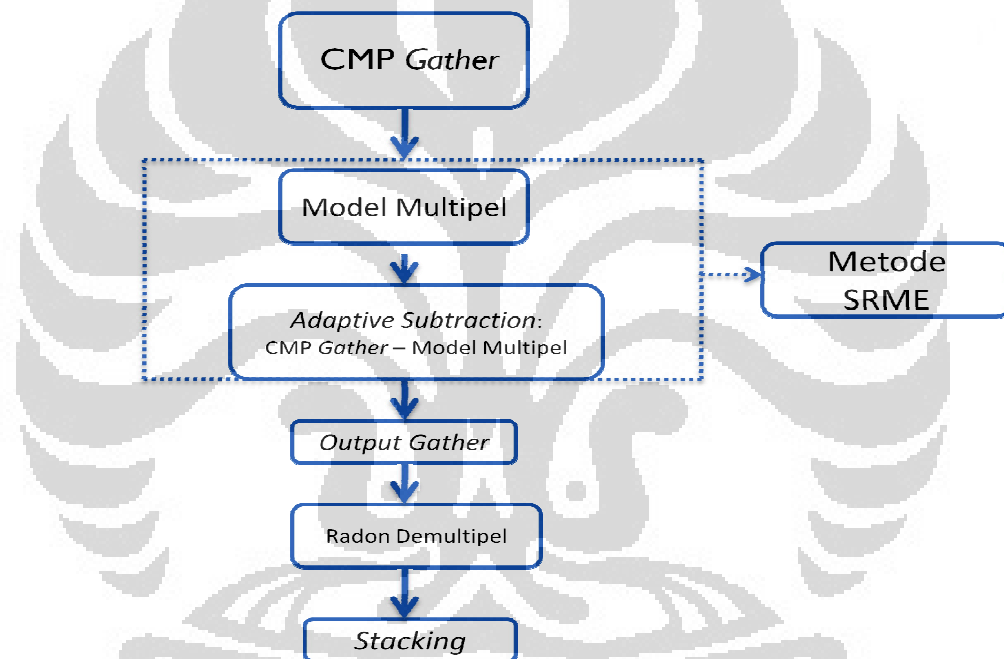 CMP Gather
Model Multipel
Adaptive Subtraction:
CMP Gather – Model Multipel
Metode
SRME
Output Gather
Radon Demultipel
Stacking